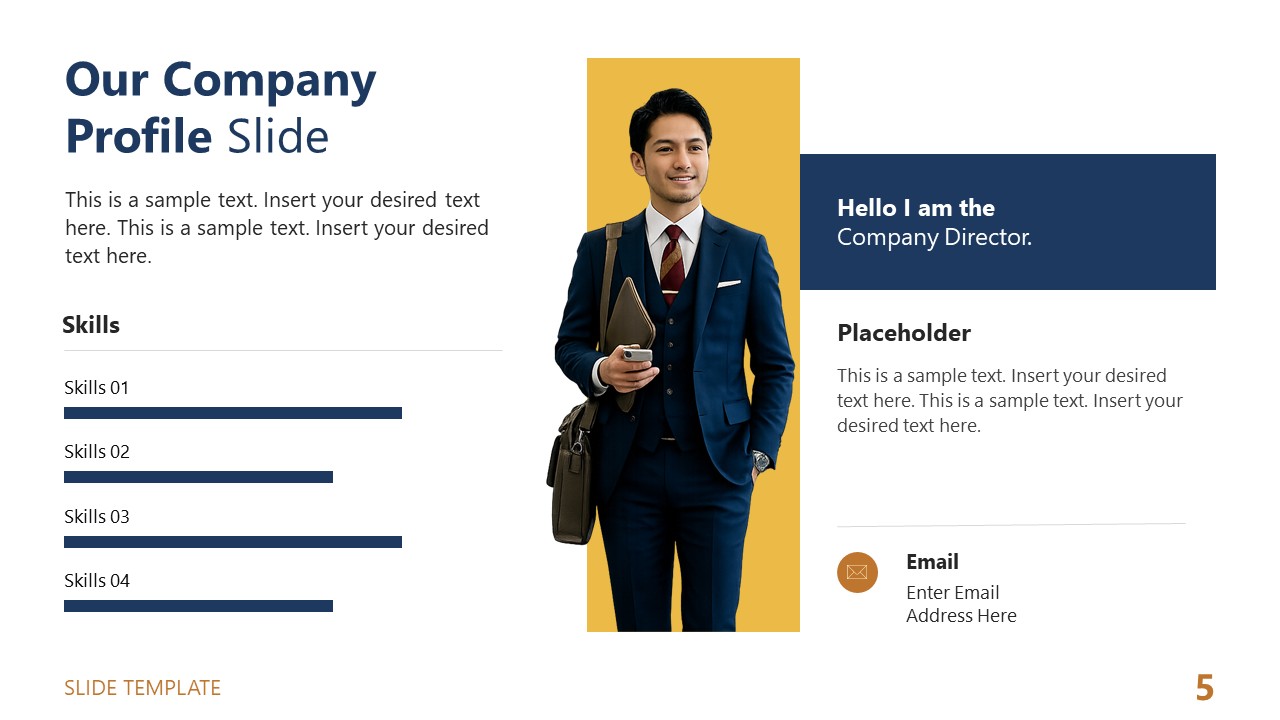 Our Company
Profile Slide
This is a sample text. Insert your desired text
here. This is a sample text. Insert your desired
text here.
Skills
Skills 01
Skills 02
Skills 03
Skills 04
Hello I am the
Company Director.
Placeholder
This is a sample text. Insert your desired
text here. This is a sample text. Insert your
desired text here.
Email
Enter Email
Address Here
SLIDE TEMPLATE
5